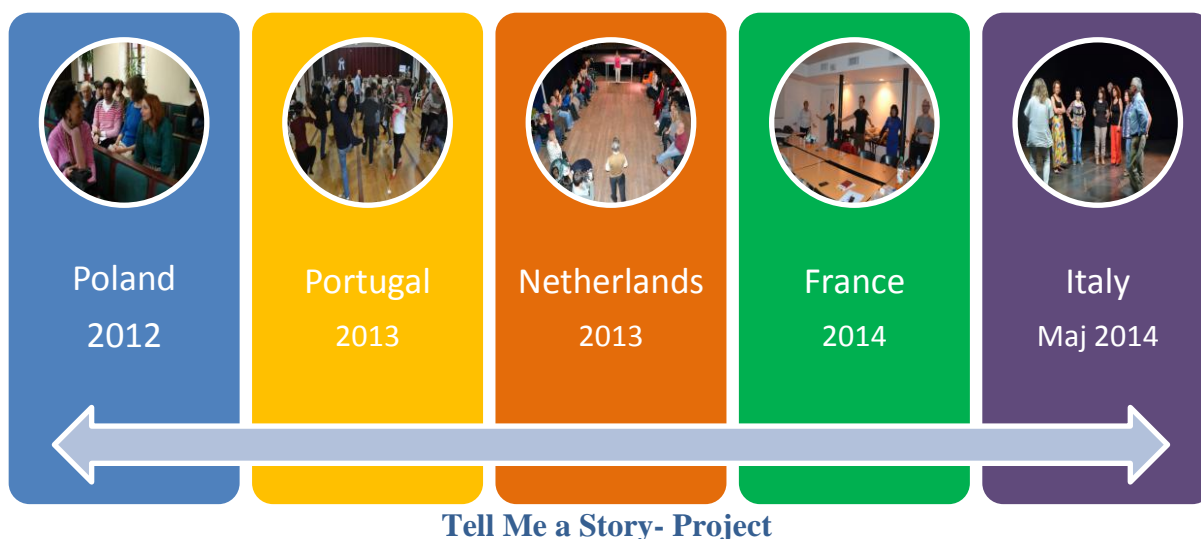 Poland
2012
Portugal
2013
Netherlands
2013
France
2014
Italy
Maj 2014
Tell Me a Story- Project